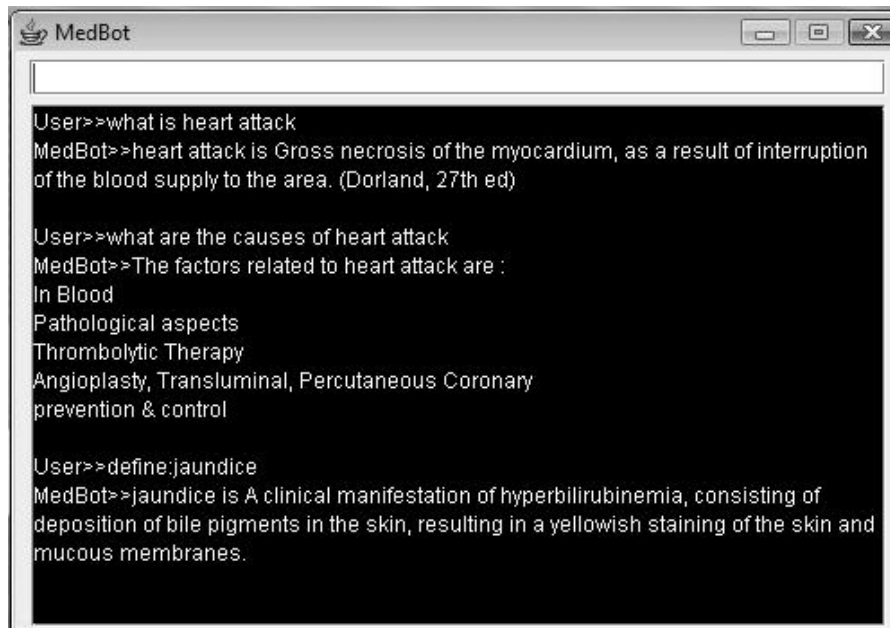 MedBot
User>>what is heart attack
MedBot>>heart attack is Gross necrosis of the myocardium, as a result of interruption
of the blood supply to the area. (Dorland, 27th ed)
User>>what are the causes of heart attack
MedBot>>The factors related to heart attack are :
In Blood
Pathological aspects
Thrombolytic Therapy
Angioplasty, Transluminal, Percutaneous Coronary
prevention & control
User>>define:jaundice
MedBot>>jaundice is A clinical manifestation of hyperbilirubinemia, consisting of
deposition of bile pigments in the skin, resulting in a yellowish staining of the skin and
mucous membranes.